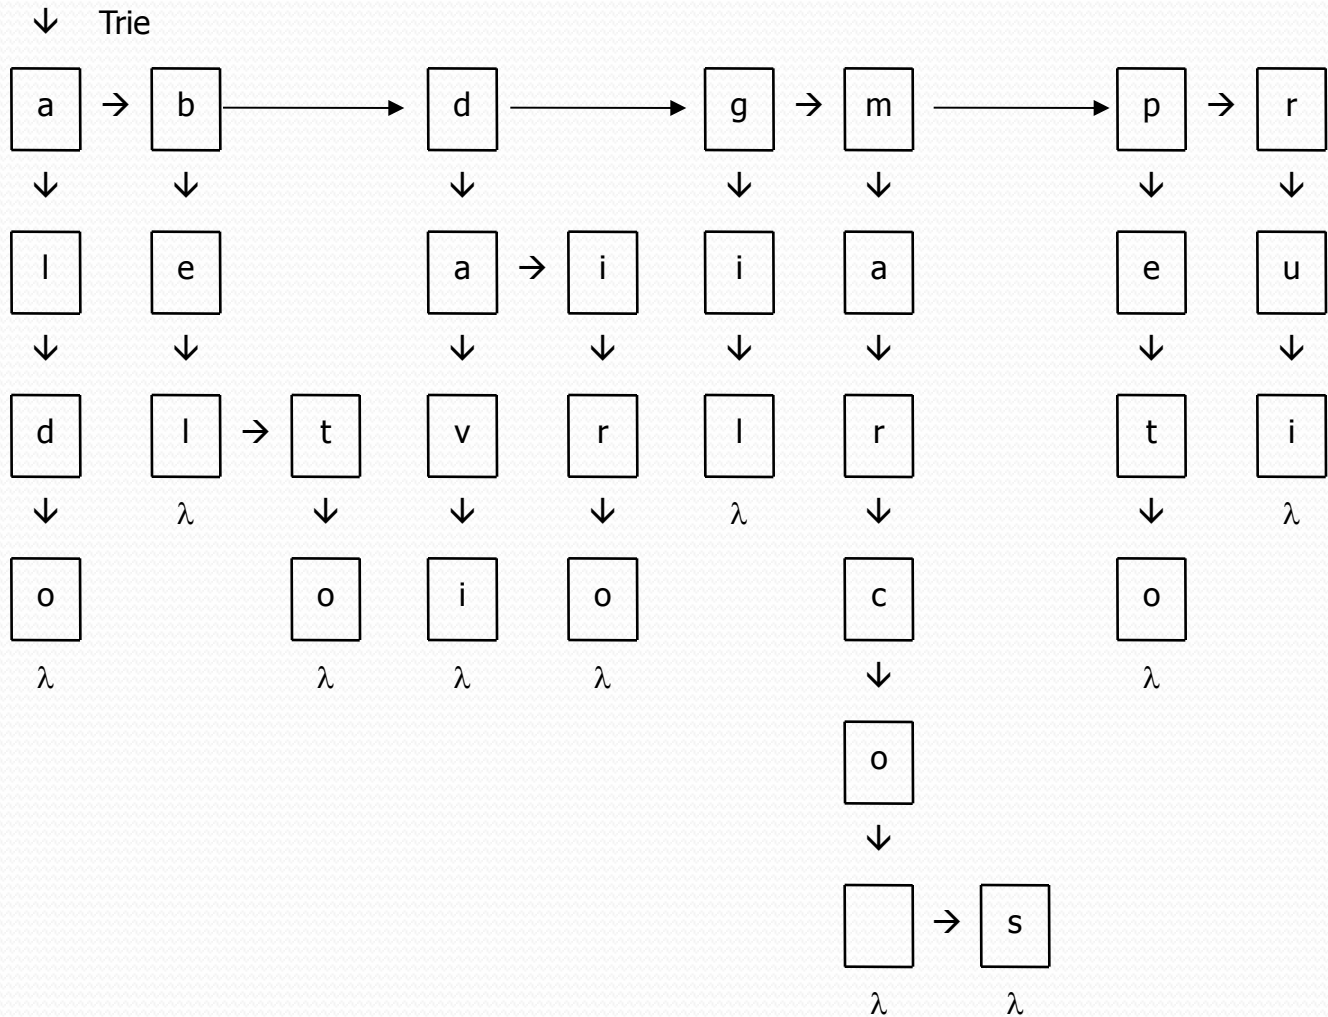 Trie
a → b → d → g → m → p → r
↓ ↓ ↓ ↓ ↓ ↓ ↓
l e a → i i a e u
↓ ↓ ↓ ↓ ↓ ↓ ↓ ↓
d l → t v r l r t i
↓ λ ↓ ↓ ↓ λ ↓ ↓ λ
o o i o c o
λ λ λ λ ↓ λ
o
↓
→ s
λ λ